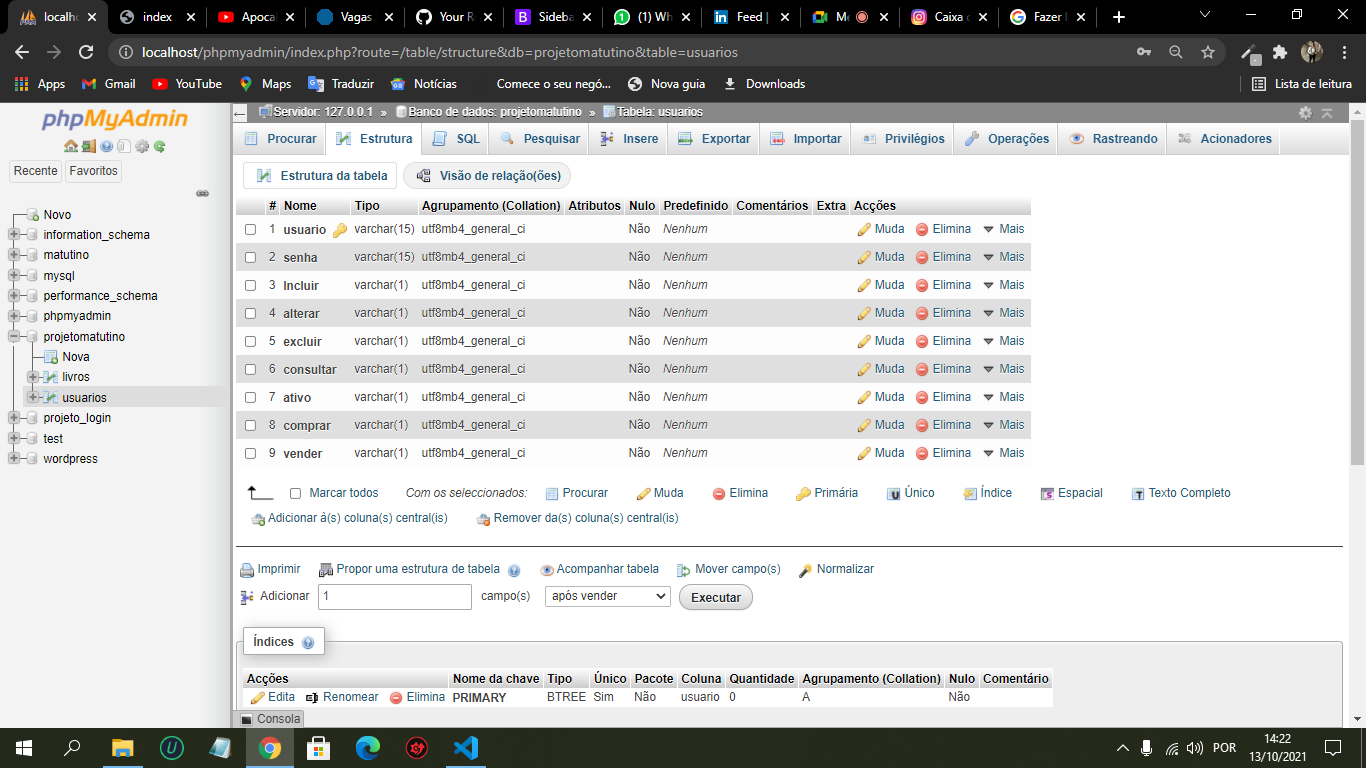 localho
index
Apocal
Vagas
Your R
Sideba
(1) Wh
Feed |
Me
Caixa d
Fazer l
localhost/phpmyadmin/index.php?route=/table/structure&db=projetomatutino&table=usuarios
Apps
Gmail
YouTube
Maps
Traduzir
Notícias
Comece o seu negó...
Nova guia
Downloads
Lista de leitura
phpMyAdmin
Recente Favoritos
Novo
information_schema
matutino
mysql
performance_schema
phpmyadmin
projetomatutino
Nova
livros
usuarios
projeto_login
test
wordpress
Servidor: 127.0.0.1 » Banco de dados: projetomatutino » Tabela: usuarios
Procurar Estrutura SQL Pesquisar Insere Exportar Importar Privilégios Operações Rastreando Acionadores
Estrutura da tabela Visão de relação(ões)
# Nome Tipo Agrupamento (Collation) Atributos Nulo Predefinido Comentários Extra Acções
1 usuario varchar(15) utf8mb4_general_ci Não Nenhum Muda Elimina Mais
2 senha varchar(15) utf8mb4_general_ci Não Nenhum Muda Elimina Mais
3 Incluir varchar(1) utf8mb4_general_ci Não Nenhum Muda Elimina Mais
4 alterar varchar(1) utf8mb4_general_ci Não Nenhum Muda Elimina Mais
5 excluir varchar(1) utf8mb4_general_ci Não Nenhum Muda Elimina Mais
6 consultar varchar(1) utf8mb4_general_ci Não Nenhum Muda Elimina Mais
7 ativo varchar(1) utf8mb4_general_ci Não Nenhum Muda Elimina Mais
8 comprar varchar(1) utf8mb4_general_ci Não Nenhum Muda Elimina Mais
9 vender varchar(1) utf8mb4_general_ci Não Nenhum Muda Elimina Mais
Marcar todos Com os seleccionados: Procurar Muda Elimina Primária Único Índice Espacial Texto Completo
Adicionar à(s) coluna(s) central(is) Remover da(s) coluna(s) central(is)
Imprimir Propor uma estrutura de tabela Acompanhar tabela Mover campo(s) Normalizar
Adicionar 1 campo(s) após vender Executar
Índices
Acções Nome da chave Tipo Único Pacote Coluna Quantidade Agrupamento (Collation) Nulo Comentário
Edita Renomear Elimina PRIMARY BTREE Sim Não usuario 0 A Não
Consola
POR
14:22
13/10/2021